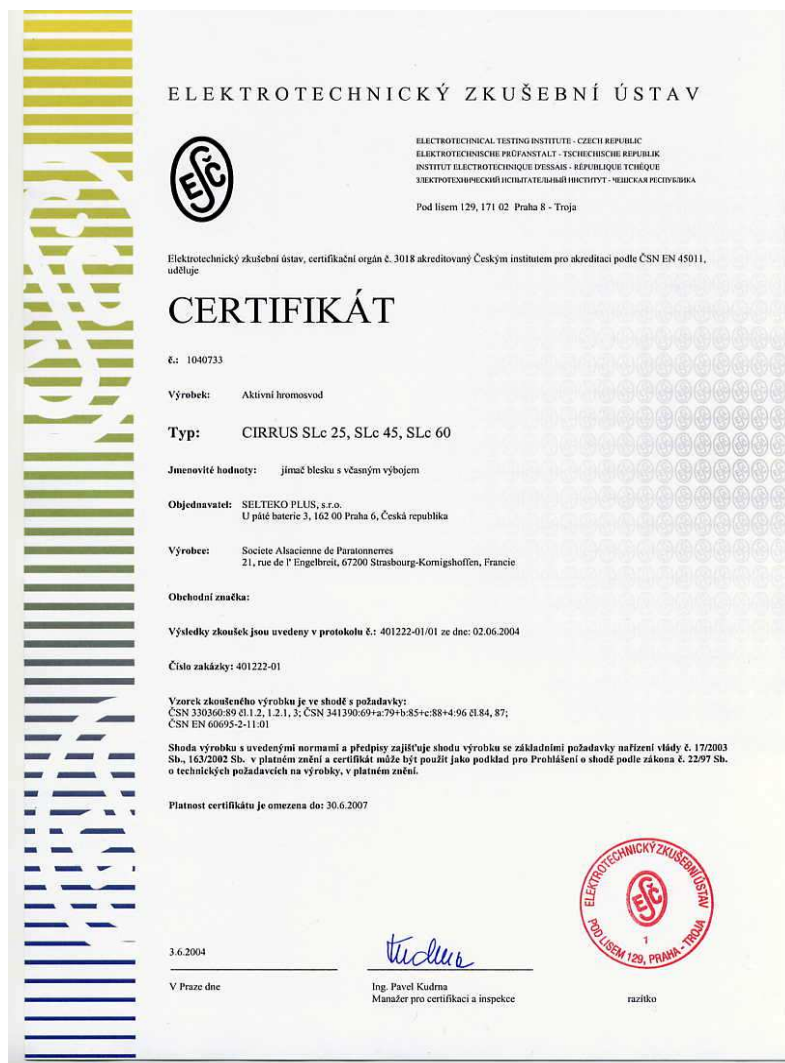 ELEKTROTECHNICKÝ ZKUŠEBNÍ ÚSTAV
ESČ
ELECTROTECHNICAL TESTING INSTITUTE - CZECH REPUBLIC
ELEKTROTECHNISCHE PRÜFANSTALT - TSCHECHISCHE REPUBLIK
INSTITUT ELECTROTECHNIQUE D'ESSAIS - RÉPUBLIQUE TCHÈQUE
ЭЛЕКТРОТЕХНИЧЕСКИЙ ИСПЫТАТЕЛЬНЫЙ ИНСТИТУТ - ЧЕШСКАЯ РЕСПУБЛИКА
Pod lisem 129, 171 02 Praha 8 - Troja
Elektrotechnický zkušební ústav, certifikační orgán č. 3018 akreditovaný Českým institutem pro akreditaci podle ČSN EN 45011,
uděluje
CERTIFIKÁT
č.: 1040733
Výrobek: Aktivní hromosvod
Typ: CIRRUS SLc 25, SLc 45, SLc 60
Jmenovité hodnoty: jímač blesku s včasným výbojem
Objednavatel: SELTEKO PLUS, s.r.o.
U páté baterie 3, 162 00 Praha 6, Česká republika
Výrobce: Societe Alsacienne de Paratonnerres
21, rue de l' Engelbreit, 67200 Strasbourg-Kornigshoffen, Francie
Obchodní značka:
Výsledky zkoušek jsou uvedeny v protokolu č.: 401222-01/01 ze dne: 02.06.2004
Číslo zakázky: 401222-01
Vzorek zkoušeného výrobku je ve shodě s požadavky:
ČSN 330360:89 čl.1.2, 1.2.1, 3; ČSN 341390:69+a:79+b:85+c:88+4:96 čl.84, 87;
ČSN EN 60695-2-11:01
Shoda výrobku s uvedenými normami a předpisy zajišťuje shodu výrobku se základními požadavky nařízení vlády č. 17/2003
Sb., 163/2002 Sb. v platném znění a certifikát může být použit jako podklad pro Prohlášení o shodě podle zákona č. 22/97 Sb.
o technických požadavcích na výrobky, v platném znění.
Platnost certifikátu je omezena do: 30.6.2007
ELEKTROTECHNICKÝ ZKUŠEBNÍ ÚSTAV
ESČ
1
POD LISEM 129, PRAHA - TROJA
3.6.2004
Kudrna
V Praze dne
Ing. Pavel Kudrna
Manažer pro certifikaci a inspekce
razítko